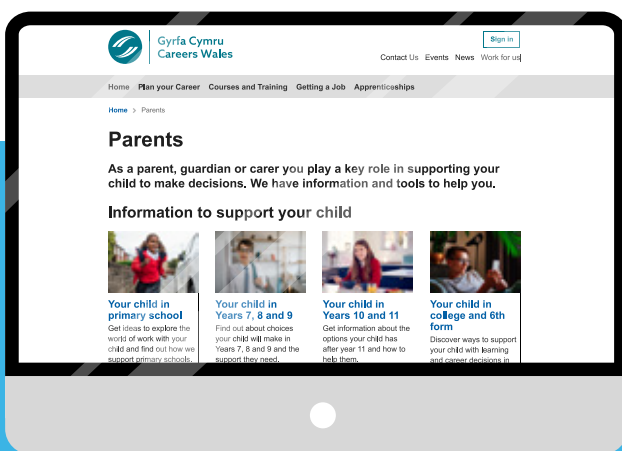 Gyrfa Cymru
Careers Wales
Sign in
Contact Us Events News Work for us
Home Plan your Career Courses and Training Getting a Job Apprenticeships
Home > Parents
Parents
As a parent, guardian or carer you play a key role in supporting your
child to make decisions. We have information and tools to help you.
Information to support your child
Your child in
primary school
Get ideas to explore the
world of work with your
child and find out how we
support primary schools.
Your child in
Years 7, 8 and 9
Find out about choices
your child will make in
Years 7, 8 and 9 and the
support they need.
Your child in
Years 10 and 11
Get information about the
options your child has
after year 11 and how to
help them.
Your child in
college and 6th
form
Discover ways to support
your child with learning
and career decisions in